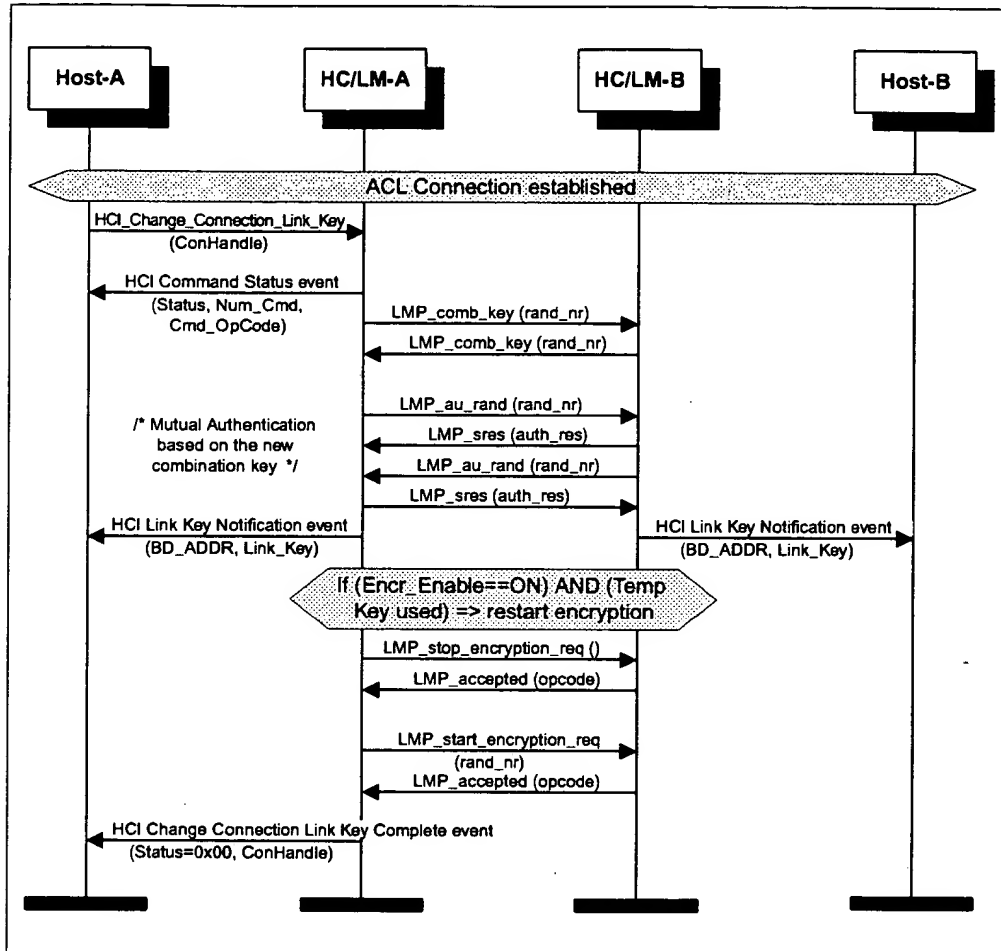 Host-A
HC/LM-A
HC/LM-B
Host-B
ACL Connection established
HCI_Change_Connection_Link_Key
(ConHandle)
HCI Command Status event
(Status, Num_Cmd,
Cmd_OpCode)
LMP_comb_key (rand_nr)
LMP_comb_key (rand_nr)
LMP_au_rand (rand_nr)
/* Mutual Authentication
based on the new
combination key */
LMP_sres (auth_res)
LMP_au_rand (rand_nr)
LMP_sres (auth_res)
HCI Link Key Notification event
(BD_ADDR, Link_Key)
HCI Link Key Notification event
(BD_ADDR, Link_Key)
If (Encr_Enable==ON) AND (Temp
Key used) => restart encryption
LMP_stop_encryption_req ()
LMP_accepted (opcode)
LMP_start_encryption_req
(rand_nr)
LMP_accepted (opcode)
HCI Change Connection Link Key Complete event
(Status=0x00, ConHandle)